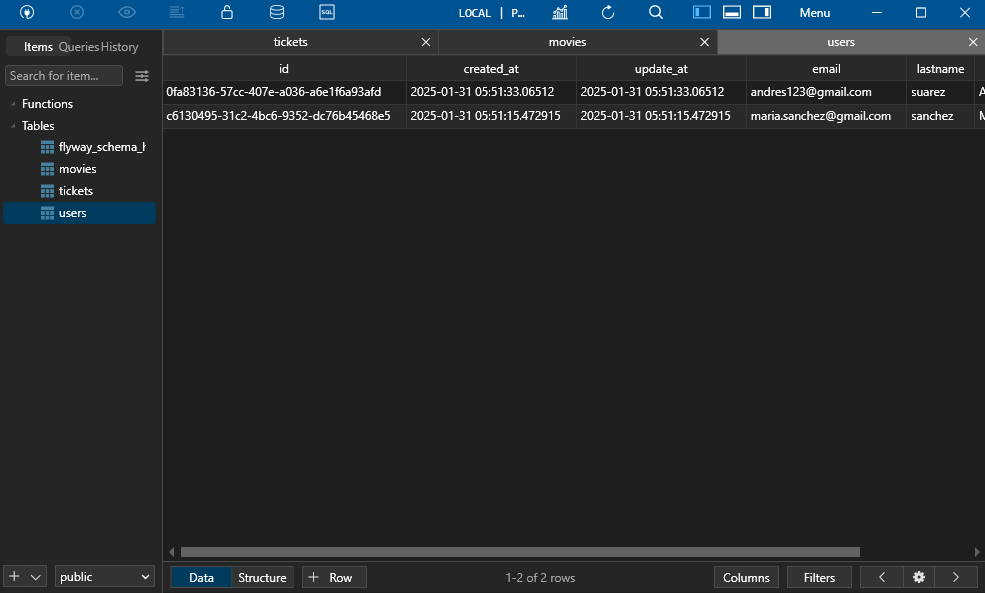 SQL LOCAL | P... Menu
Items Queries History
tickets movies users
Search for item...
id created_at update_at email lastname
0fa83136-57cc-407e-a036-a6e1f6a93afd 2025-01-31 05:51:33.06512 2025-01-31 05:51:33.06512 andres123@gmail.com suarez A
c6130495-31c2-4bc6-9352-dc76b45468e5 2025-01-31 05:51:15.472915 2025-01-31 05:51:15.472915 maria.sanchez@gmail.com sanchez M
Functions
Tables
flyway_schema_h
movies
tickets
users
public Data Structure + Row 1-2 of 2 rows Columns Filters